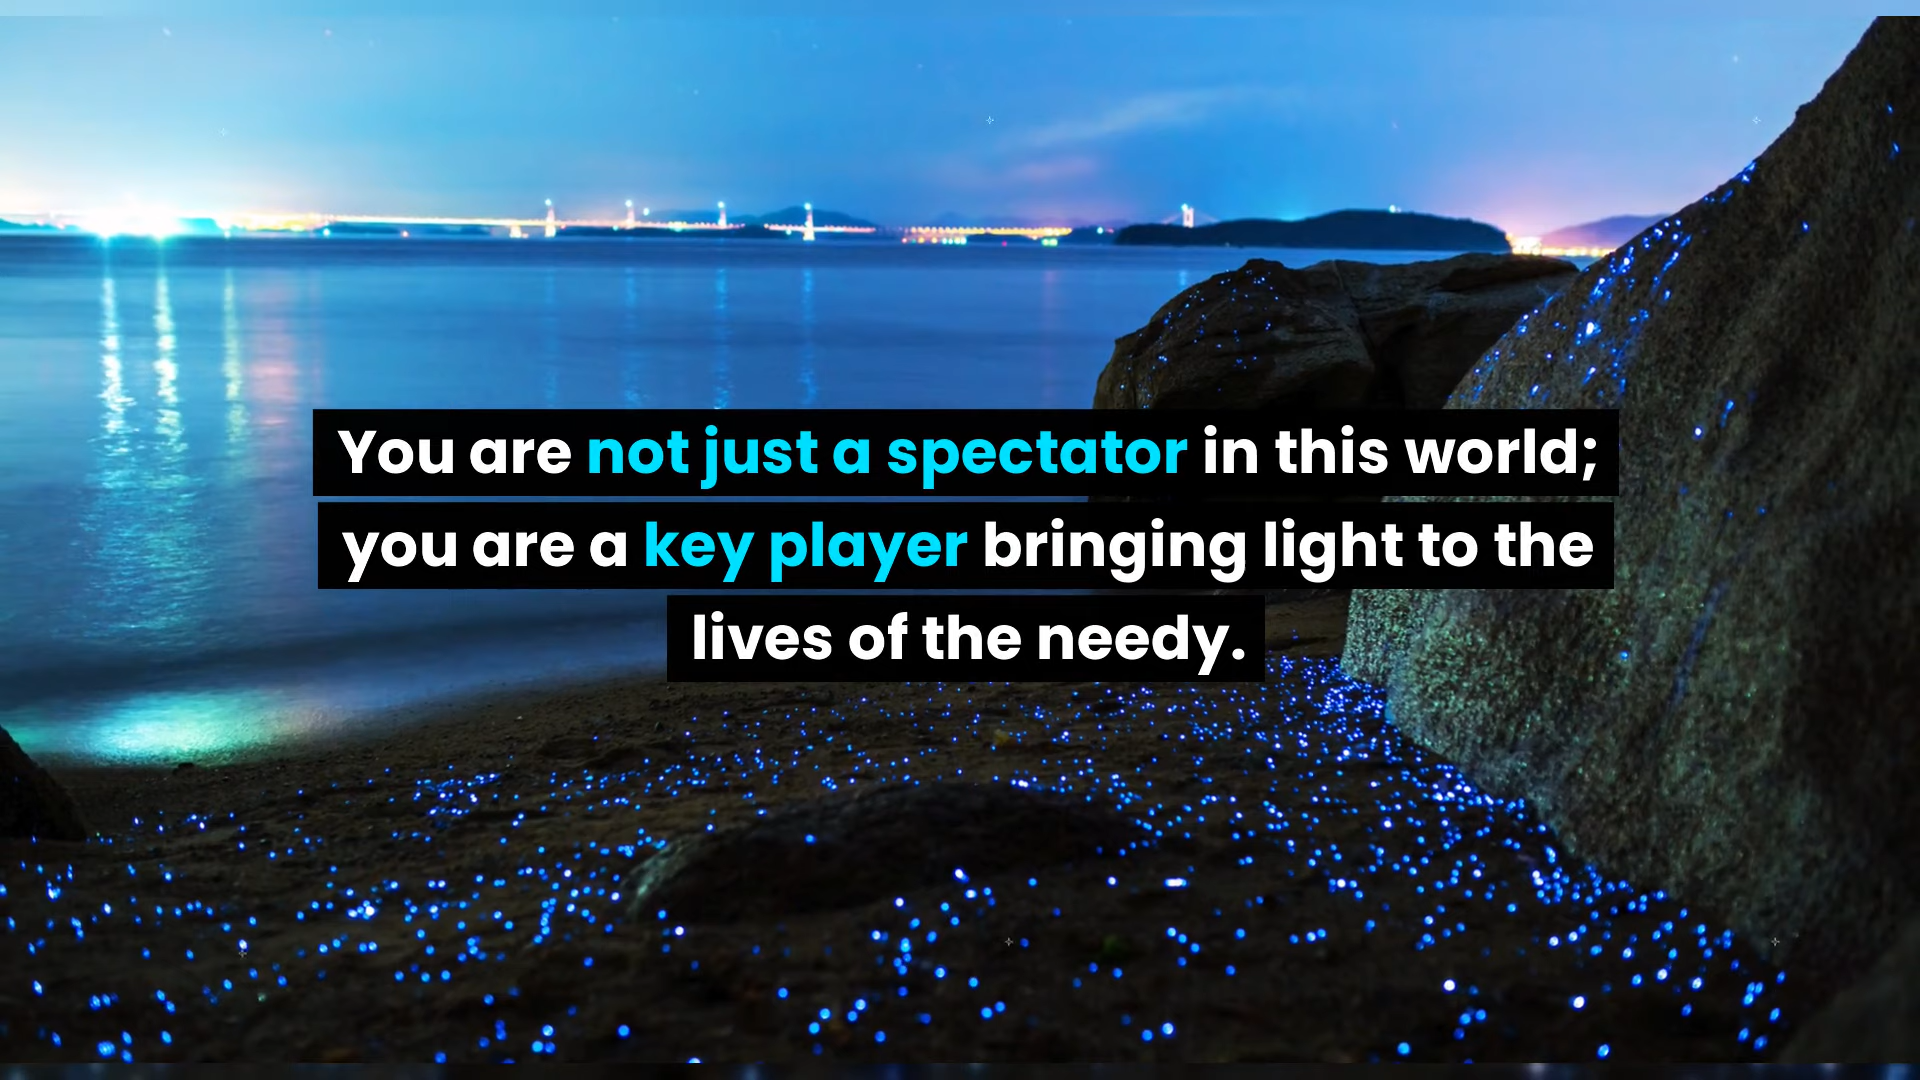 You are not just a spectator in this world;
you are a key player bringing light to the
lives of the needy.